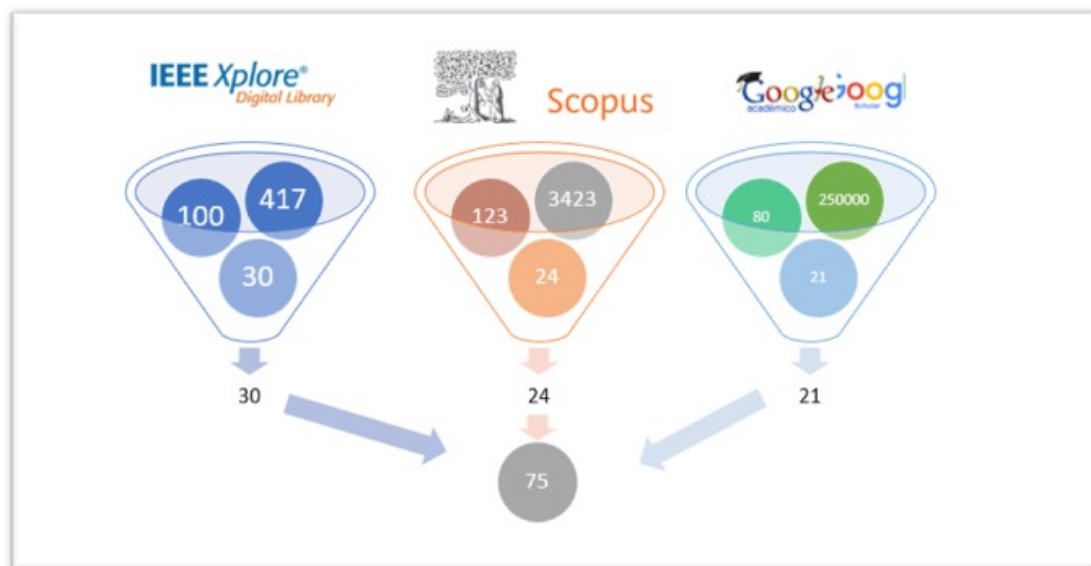 IEEE Xplore®
Digital Library
Scopus
Google ioogl
académico
Scholar
417
100
30
3423
123
24
250000
80
21
30
24
21
75